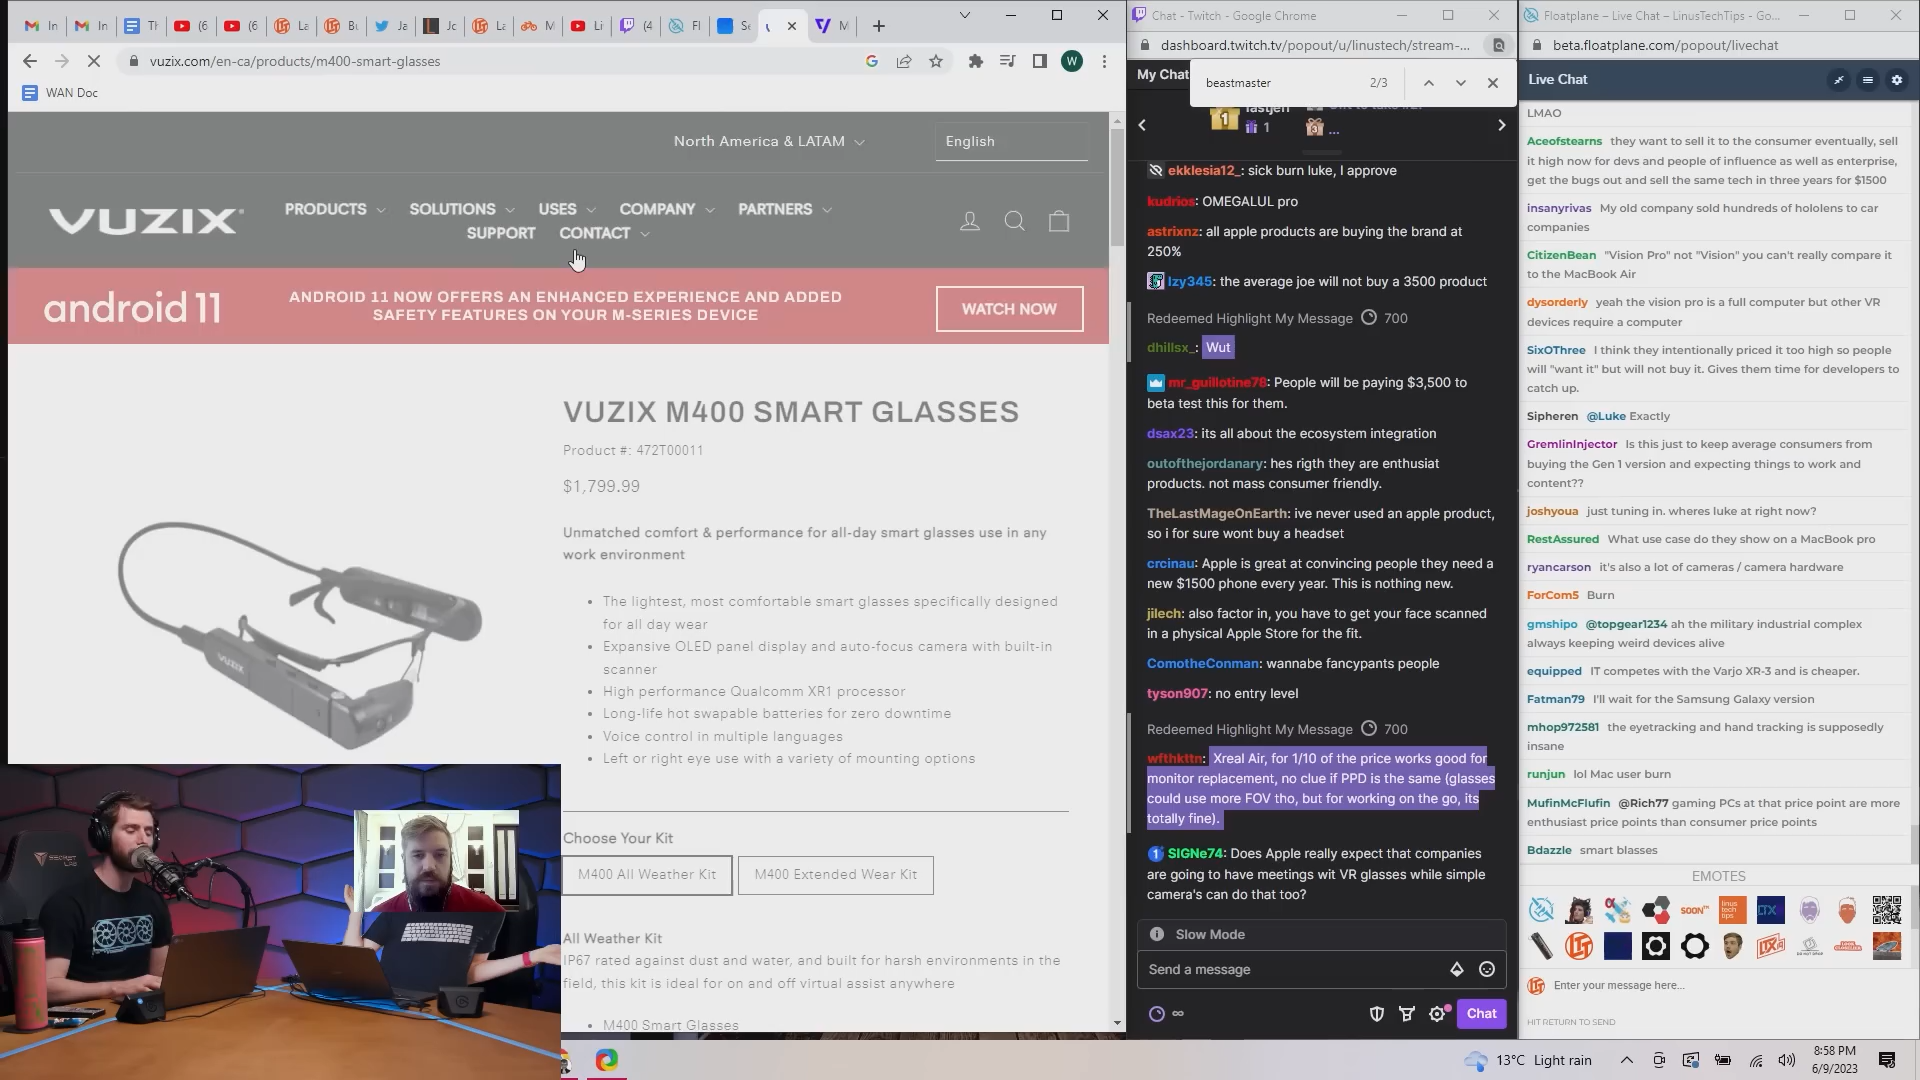 Chat - Twitch - Google Chrome
Floatplane – Live Chat – LinusTechTips - Go...
vuzix.com/en-ca/products/m400-smart-glasses
W
dashboard.twitch.tv/popout/u/linustech/stream-...
beta.floatplane.com/popout/livechat
WAN Doc
My Chat
beastmaster
2/3
Live Chat
North America & LATAM
English
VUZIX
PRODUCTS
SOLUTIONS
USES
COMPANY
PARTNERS
SUPPORT
CONTACT
android 11
ANDROID 11 NOW OFFERS AN ENHANCED EXPERIENCE AND ADDED
SAFETY FEATURES ON YOUR M-SERIES DEVICE
WATCH NOW
VUZIX M400 SMART GLASSES
Product #: 472T00011
$1,799.99
Unmatched comfort & performance for all-day smart glasses use in any
work environment
The lightest, most comfortable smart glasses specifically designed
for all day wear
Expansive OLED panel display and auto-focus camera with built-in
scanner
High performance Qualcomm XR1 processor
Long-life hot swapable batteries for zero downtime
Voice control in multiple languages
Left or right eye use with a variety of mounting options
Choose Your Kit
M400 All Weather Kit
M400 Extended Wear Kit
All Weather Kit
IP67 rated against dust and water, and built for harsh environments in the
field, this kit is ideal for on and off virtual assist anywhere
M400 Smart Glasses
VUZIX
SECRETLAB
1
1
3
...
ekklesia12_: sick burn luke, I approve
kudrios: OMEGALUL pro
astrixnz: all apple products are buying the brand at
250%
lzy345: the average joe will not buy a 3500 product
Redeemed Highlight My Message 700
dhillsx_: Wut
mr_guillotine78: People will be paying $3,500 to
beta test this for them.
dsax23: its all about the ecosystem integration
outofthejordanary: hes rigth they are enthusiat
products. not mass consumer friendly.
TheLastMageOnEarth: ive never used an apple product,
so i for sure wont buy a headset
crcinau: Apple is great at convincing people they need a
new $1500 phone every year. This is nothing new.
jilech: also factor in, you have to get your face scanned
in a physical Apple Store for the fit.
ComotheConman: wannabe fancypants people
tyson907: no entry level
Redeemed Highlight My Message 700
wfthkttn: Xreal Air, for 1/10 of the price works good for
monitor replacement, no clue if PPD is the same (glasses
could use more FOV tho, but for working on the go, its
totally fine).
SIGNe74: Does Apple really expect that companies
are going to have meetings wit VR glasses while simple
camera's can do that too?
Slow Mode
Send a message
∞
Chat
LMAO
Aceofstearns they want to sell it to the consumer eventually, sell
it high now for devs and people of influence as well as enterprise,
get the bugs out and sell the same tech in three years for $1500
insanyrivas My old company sold hundreds of hololens to car
companies
CitizenBean "Vision Pro" not "Vision" you can't really compare it
to the MacBook Air
dysorderly yeah the vision pro is a full computer but other VR
devices require a computer
SixOThree I think they intentionally priced it too high so people
will "want it" but will not buy it. Gives them time for developers to
catch up.
Sipheren @Luke Exactly
GremlinInjector Is this just to keep average consumers from
buying the Gen 1 version and expecting things to work and
content??
joshyoua just tuning in. wheres luke at right now?
RestAssured What use case do they show on a MacBook pro
ryancarson it's also a lot of cameras / camera hardware
ForCom5 Burn
gmshipo @topgear1234 ah the military industrial complex
always keeping weird devices alive
equipped IT competes with the Varjo XR-3 and is cheaper.
Fatman79 I'll wait for the Samsung Galaxy version
mhop972581 the eyetracking and hand tracking is supposedly
insane
runjun lol Mac user burn
MufinMcFlufin @Rich77 gaming PCs at that price point are more
enthusiast price points than consumer price points
Bdazzle smart blasses
EMOTES
SOON
linus tech tips
LTX
Enter your message here...
HIT RETURN TO SEND
13°C Light rain
8:58 PM
6/9/2023